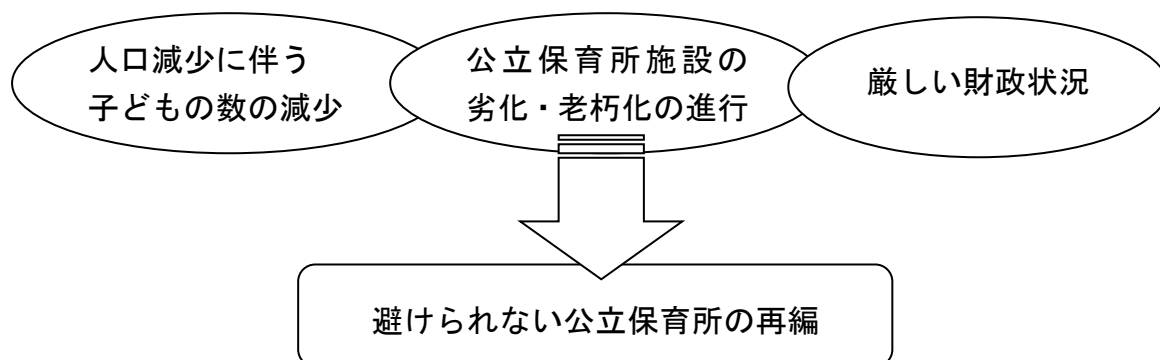 人口減少に伴う
子どもの数の減少
公立保育所施設の
劣化・老朽化の進行
厳しい財政状況
避けられない公立保育所の再編